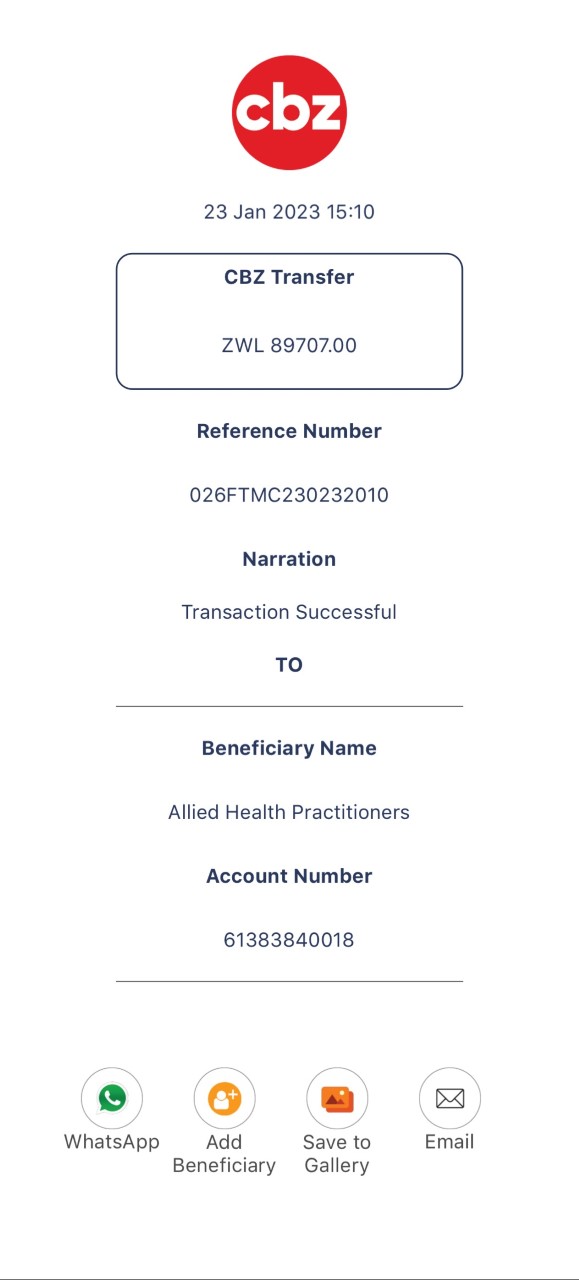 cbz
23 Jan 2023 15:10
CBZ Transfer
ZWL 89707.00
Reference Number
026FTMC230232010
Narration
Transaction Successful
TO
Beneficiary Name
Allied Health Practitioners
Account Number
61383840018
WhatsApp
Add
Beneficiary
Save to
Gallery
Email